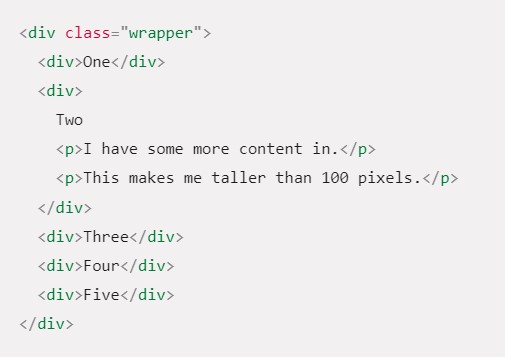 <div class="wrapper">
  <div>One</div>
  <div>
    Two
    <p>I have some more content in.</p>
    <p>This makes me taller than 100 pixels.</p>
  </div>
  <div>Three</div>
  <div>Four</div>
  <div>Five</div>
</div>